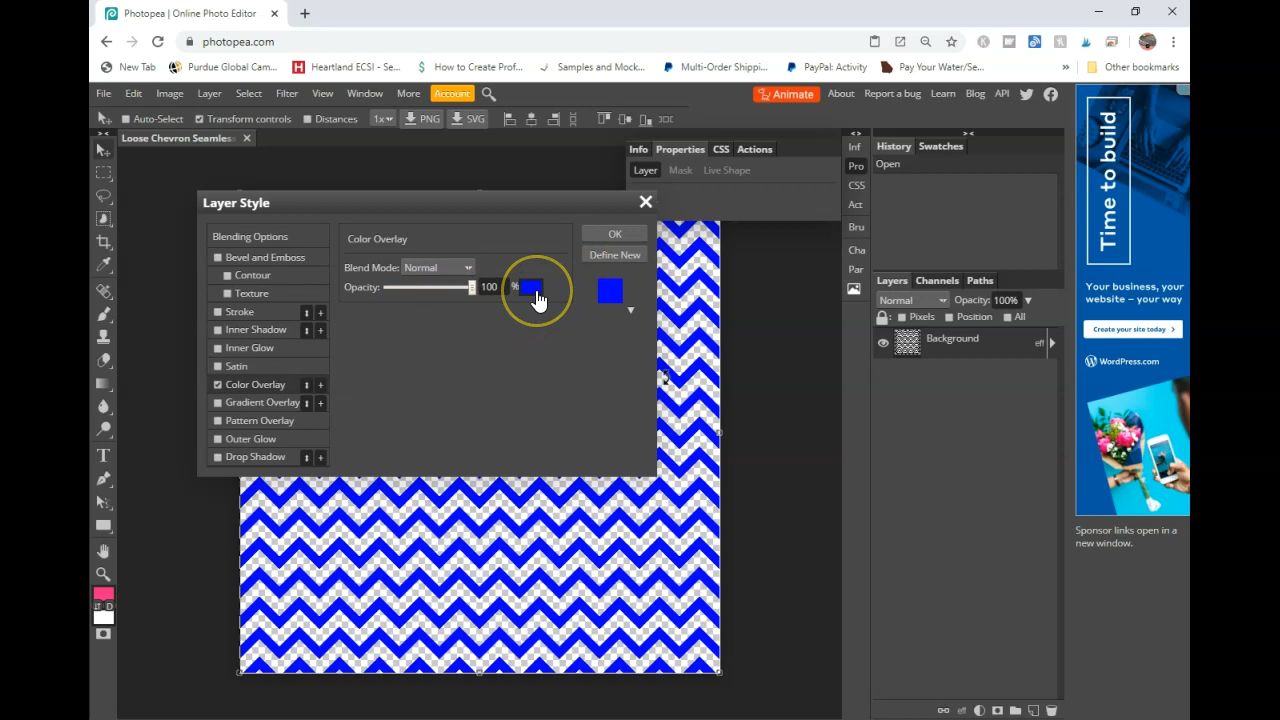 Photopea | Online Photo Editor
photopea.com
New Tab
Purdue Global Cam...
Heartland ECSI - Se...
How to Create Prof...
Samples and Mock...
Multi-Order Shippi...
PayPal: Activity
Pay Your Water/Se...
»
Other bookmarks
File Edit Image Layer Select Filter View Window More Account
Animate About Report a bug Learn Blog API
Auto-Select Transform controls Distances 1x PNG SVG
Loose Chevron Seamles
Info Properties CSS Actions
Layer Mask Live Shape
Inf
Pro
CSS
Act
Bru
Cha
Par
History Swatches
Open
Layer Style
Blending Options
Bevel and Emboss
Contour
Texture
Stroke
Inner Shadow
Inner Glow
Satin
Color Overlay
Gradient Overlay
Pattern Overlay
Outer Glow
Drop Shadow
Color Overlay
Blend Mode: Normal
Opacity: 100 %
OK
Define New
Layers Channels Paths
Normal Opacity: 100%
Pixels Position All
Background eff
T
D
eff
Time to build
Your business, your
website – your way
Create your site today
WordPress.com
Sponsor links open in a
new window.